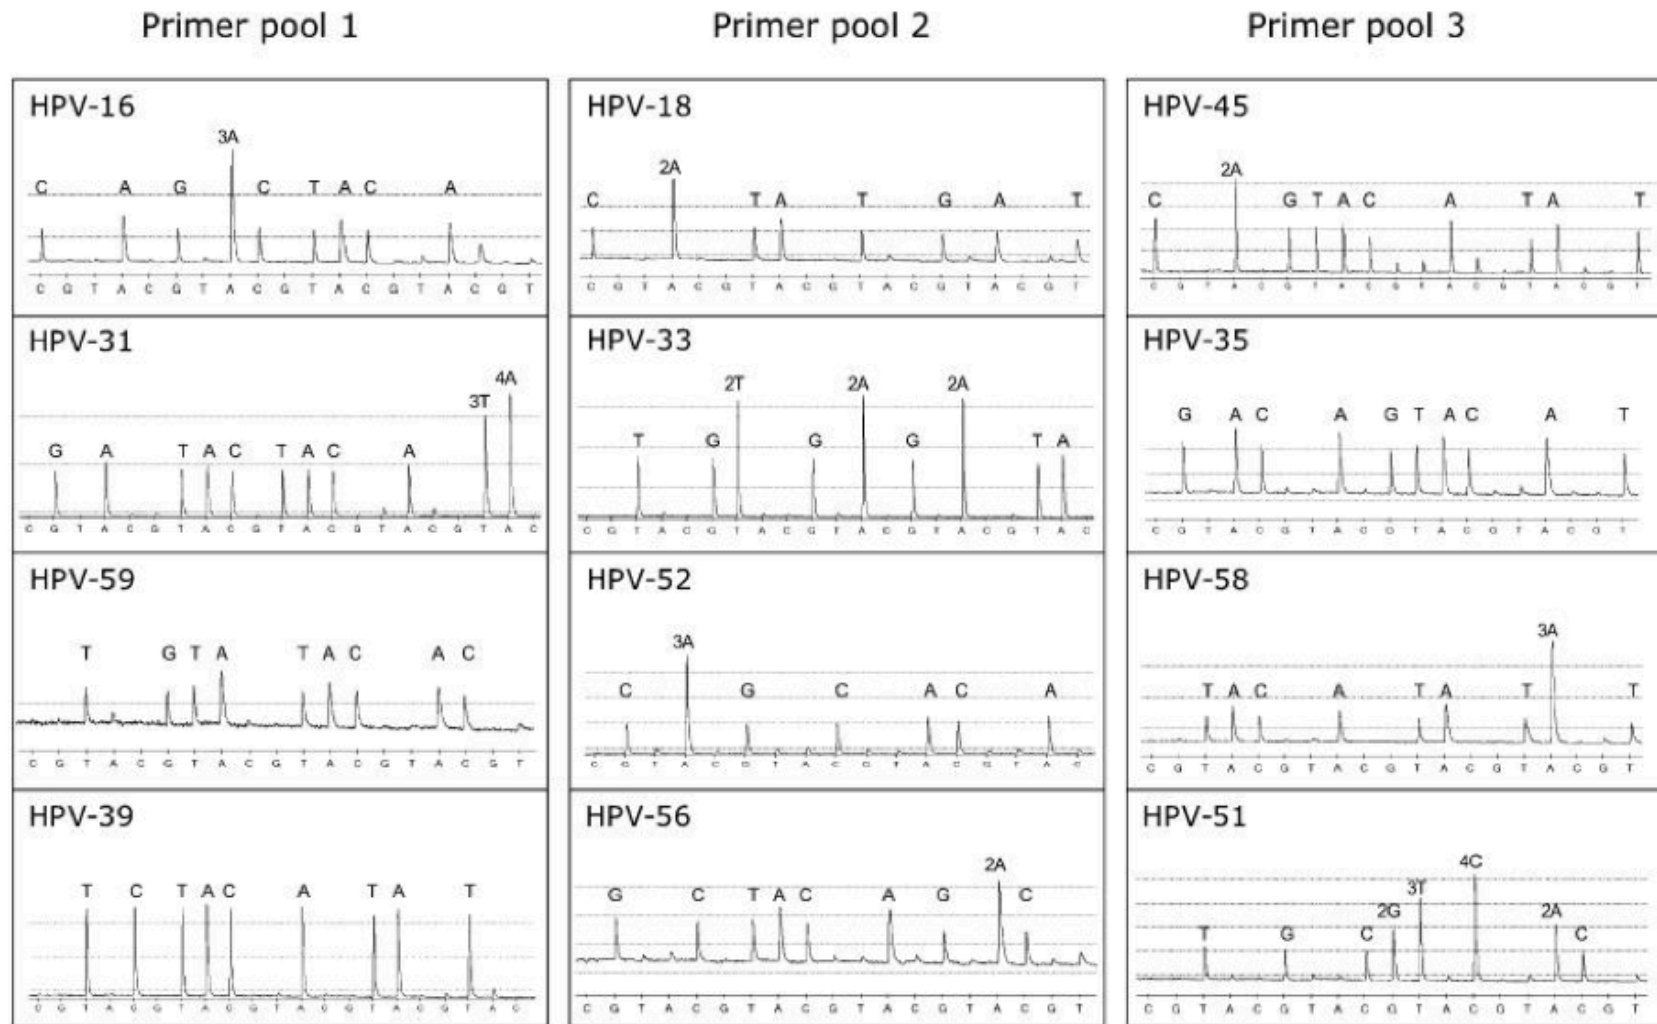 Primer pool 1 Primer pool 2 Primer pool 3
HPV-16
3A
C A G C T A C A
C G T A C G T A C G T A C G T A C G T
HPV-18
2A
C T A T G A T
C G T A C G T A C G T A C G T A C G T
HPV-45
2A
C G T A C A T A T
C G T A C G T A C G T A C G T A C G T
HPV-31
4A
3T
G A T A C T A C A
C G T A C G T A C G T A C G T A C G T A C
HPV-33
2T 2A 2A
T G G G T A
C G T A C G T A C G T A C G T A C G T A C
HPV-35
G A C A G T A C A T
C G T A C G T A C G T A C G T A C G T
HPV-59
T G T A T A C A C
C G T A C G T A C G T A C G T A C G T
HPV-52
3A
C G C A C A
C G T A C G T A C G T A C G T A C
HPV-58
3A
T A C A T A T T
C G T A C G T A C G T A C G T A C G T
HPV-39
T C T A C A T A T
C G T A C G T A C G T A C G T A C G T A C
HPV-56
2A
G C T A C A G C
C G T A C G T A C G T A C G T A C G T
HPV-51
4C
3T
2G 2A
T G C C
C G T A C G T A C G T A C G T A C G T